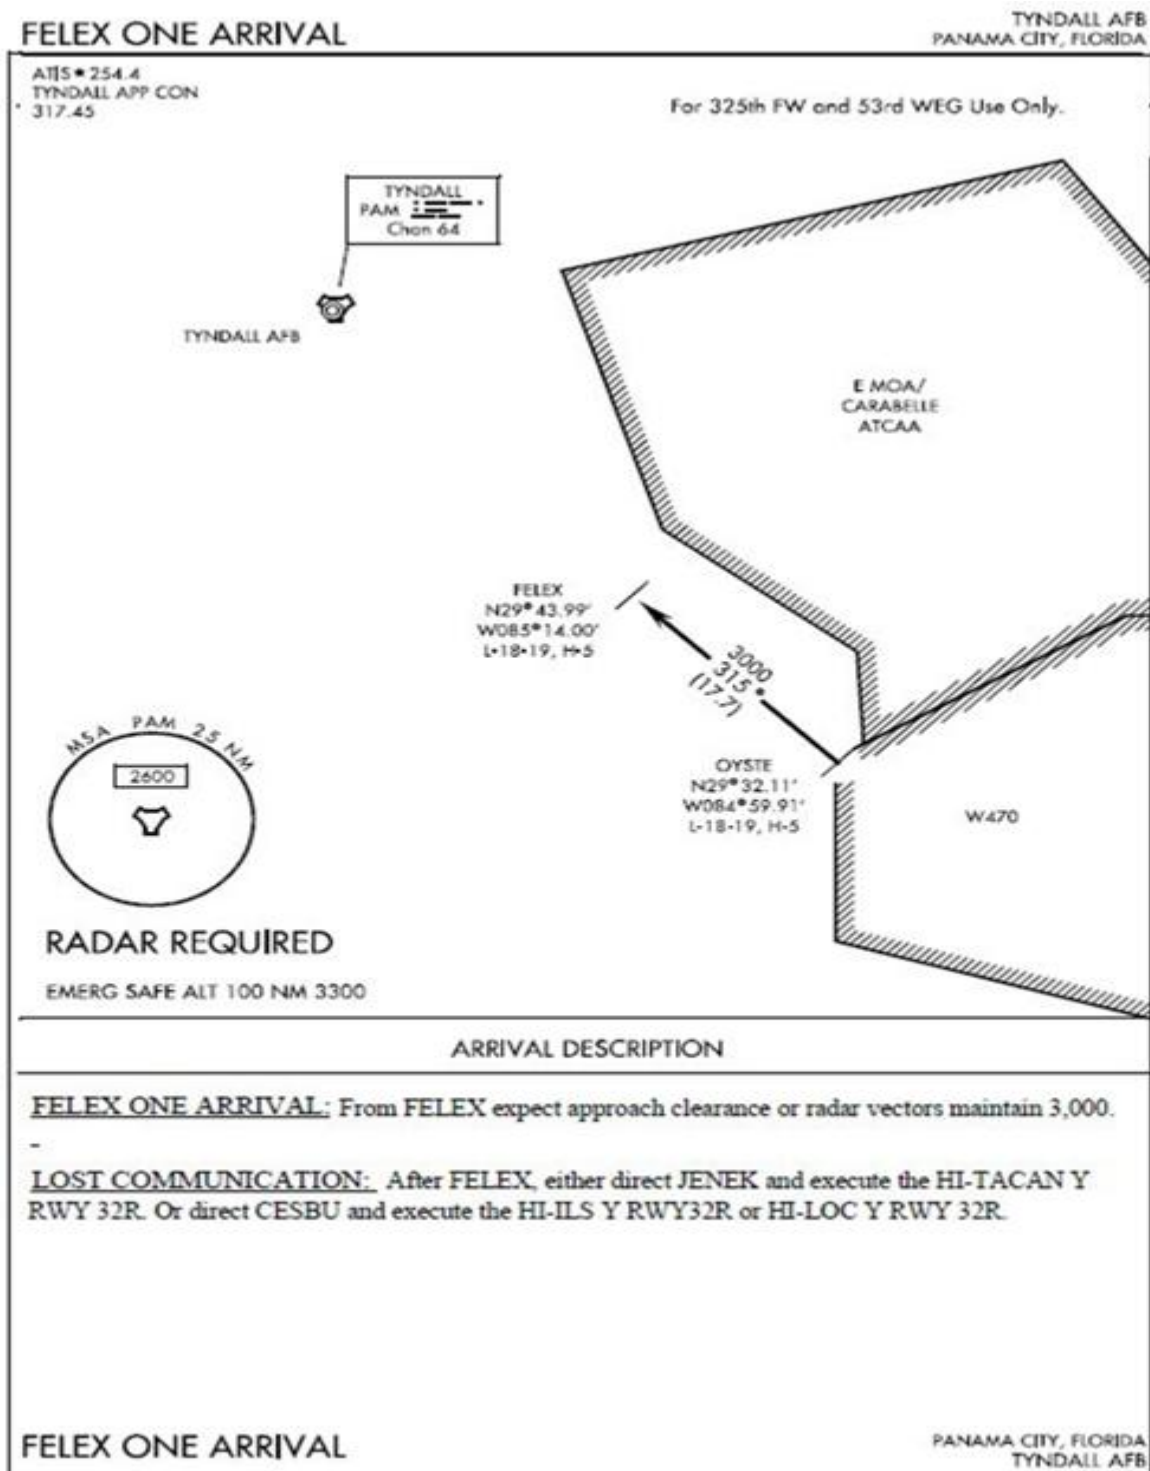 FELEX ONE ARRIVAL
TYNDALL AFB
PANAMA CITY, FLORIDA
ATIS * 254.4
TYNDALL APP CON
317.45
For 325th FW and 53rd WEG Use Only.
TYNDALL
PAM
Chan 64
TYNDALL AFB
E MOA/
CARABELLE
ATCAA
FELEX
N29° 43.99'
W085° 14.00'
L-18-19, H-5
3000
315°
(17.7)
OYSTE
N29° 32.11'
W084° 59.91'
L-18-19, H-5
W470
MSA PAM 25 NM
2600
RADAR REQUIRED
EMERG SAFE ALT 100 NM 3300
ARRIVAL DESCRIPTION
FELEX ONE ARRIVAL: From FELEX expect approach clearance or radar vectors maintain 3,000.
-
LOST COMMUNICATION: After FELEX, either direct JENEK and execute the HI-TACAN Y
RWY 32R. Or direct CESBU and execute the HI-ILS Y RWY32R or HI-LOC Y RWY 32R.
FELEX ONE ARRIVAL
PANAMA CITY, FLORIDA
TYNDALL AFB